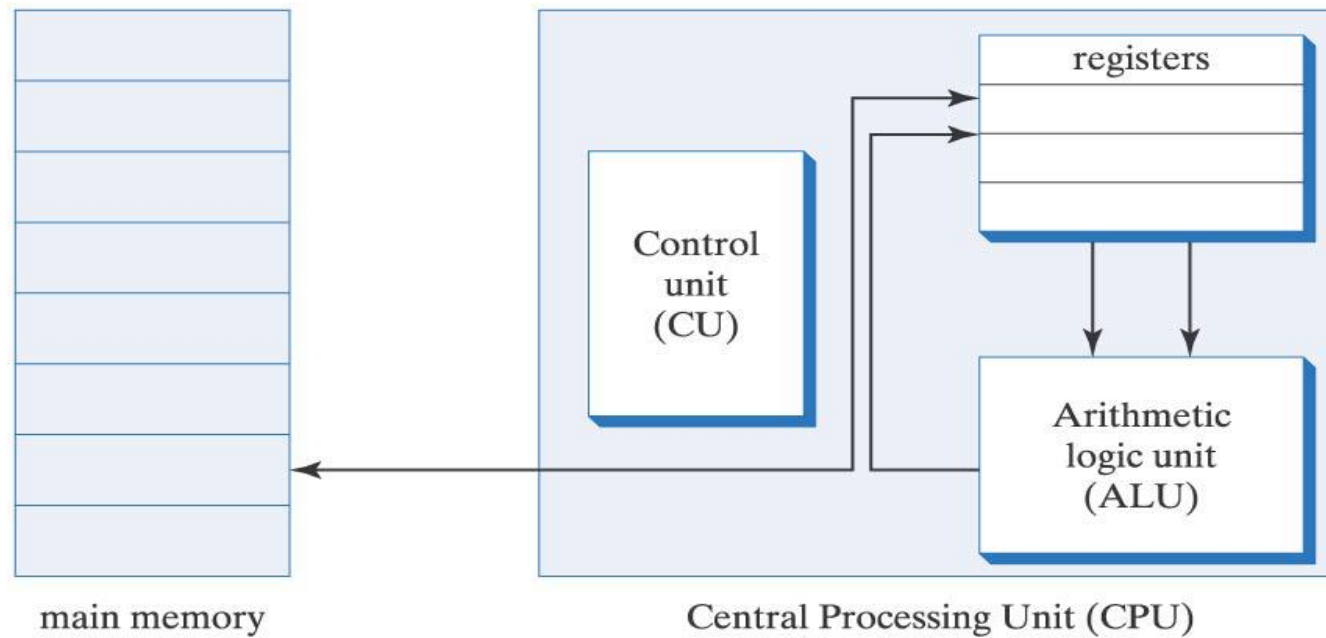 registers
Control
unit
(CU)
Arithmetic
logic unit
(ALU)
main memory
Central Processing Unit (CPU)